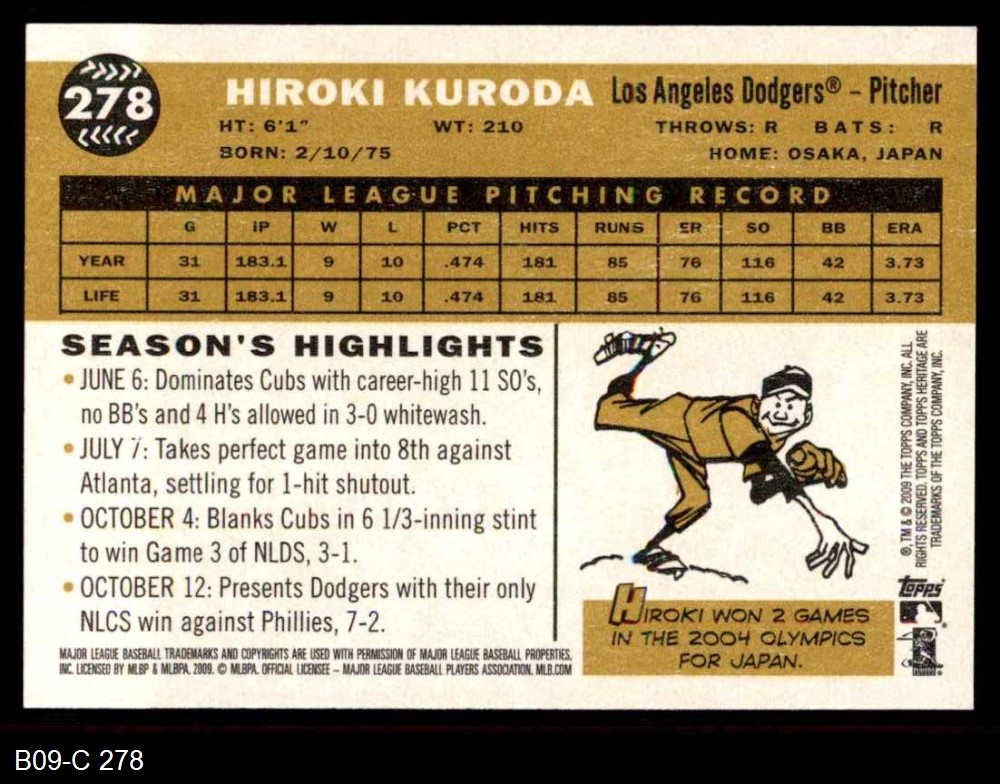 278
HIROKI KURODA Los Angeles Dodgers® – Pitcher
HT: 6'1" WT: 210 THROWS: R BATS: R
BORN: 2/10/75 HOME: OSAKA, JAPAN
MAJOR LEAGUE PITCHING RECORD
G IP W L PCT HITS RUNS ER SO BB ERA
YEAR 31 183.1 9 10 .474 181 85 76 116 42 3.73
LIFE 31 183.1 9 10 .474 181 85 76 116 42 3.73
SEASON'S HIGHLIGHTS
• JUNE 6: Dominates Cubs with career-high 11 SO's,
no BB's and 4 H's allowed in 3-0 whitewash.
• JULY 7: Takes perfect game into 8th against
Atlanta, settling for 1-hit shutout.
• OCTOBER 4: Blanks Cubs in 6 1/3-inning stint
to win Game 3 of NLDS, 3-1.
• OCTOBER 12: Presents Dodgers with their only
NLCS win against Phillies, 7-2.
MAJOR LEAGUE BASEBALL TRADEMARKS AND COPYRIGHTS ARE USED WITH PERMISSION OF MAJOR LEAGUE BASEBALL PROPERTIES,
INC. LICENSED BY MLBP & MLBPA, 2009. © MLBPA. OFFICIAL LICENSEE – MAJOR LEAGUE BASEBALL PLAYERS ASSOCIATION. MLB.COM
HIROKI WON 2 GAMES
IN THE 2004 OLYMPICS
FOR JAPAN.
®, TM & © 2009 THE TOPPS COMPANY, INC. ALL
RIGHTS RESERVED. TOPPS AND TOPPS HERITAGE ARE
TRADEMARKS OF THE TOPPS COMPANY, INC.
topps
B09-C 278